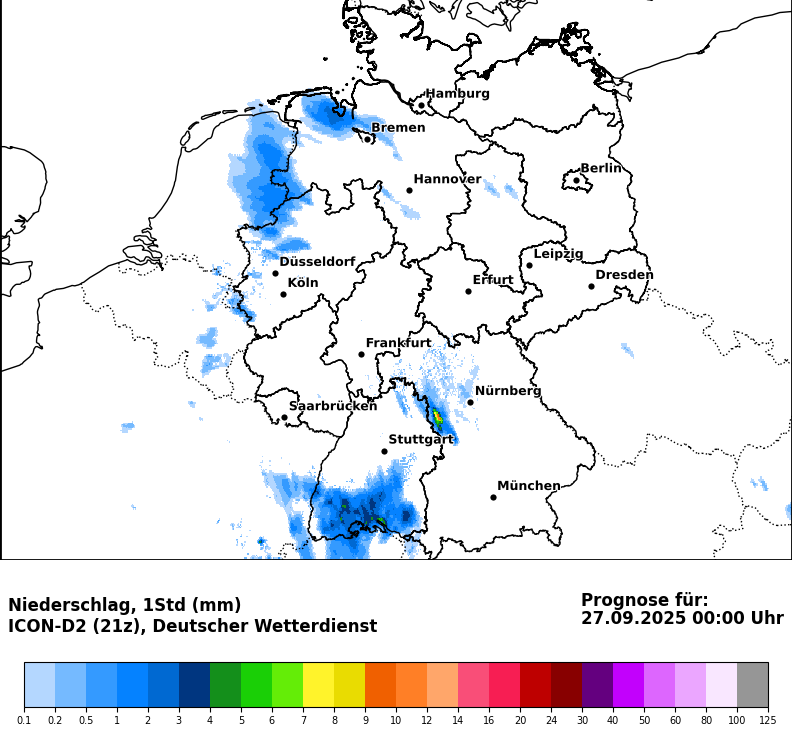 Hamburg
Bremen
Berlin
Hannover
Leipzig
Düsseldorf
Dresden
Köln
Erfurt
Frankfurt
Nürnberg
Saarbrücken
Stuttgart
München
Niederschlag, 1Std (mm)
ICON-D2 (21z), Deutscher Wetterdienst
Prognose für:
27.09.2025 00:00 Uhr
0.1 0.2 0.5 1 2 3 4 5 6 7 8 9 10 12 14 16 20 24 30 40 50 60 80 100 125